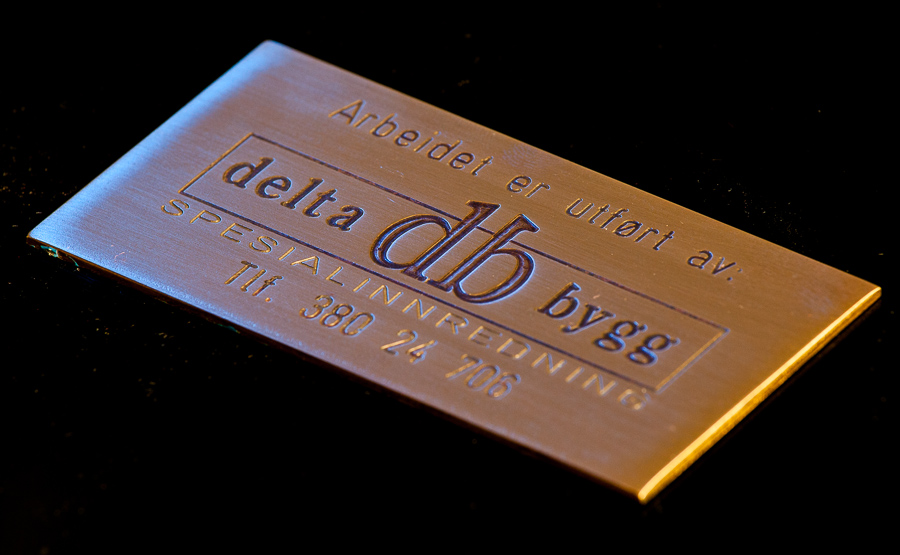 Arbeidet er utført av:
delta db bygg
SPESIALINNREDNING
Tlf. 380 24 706